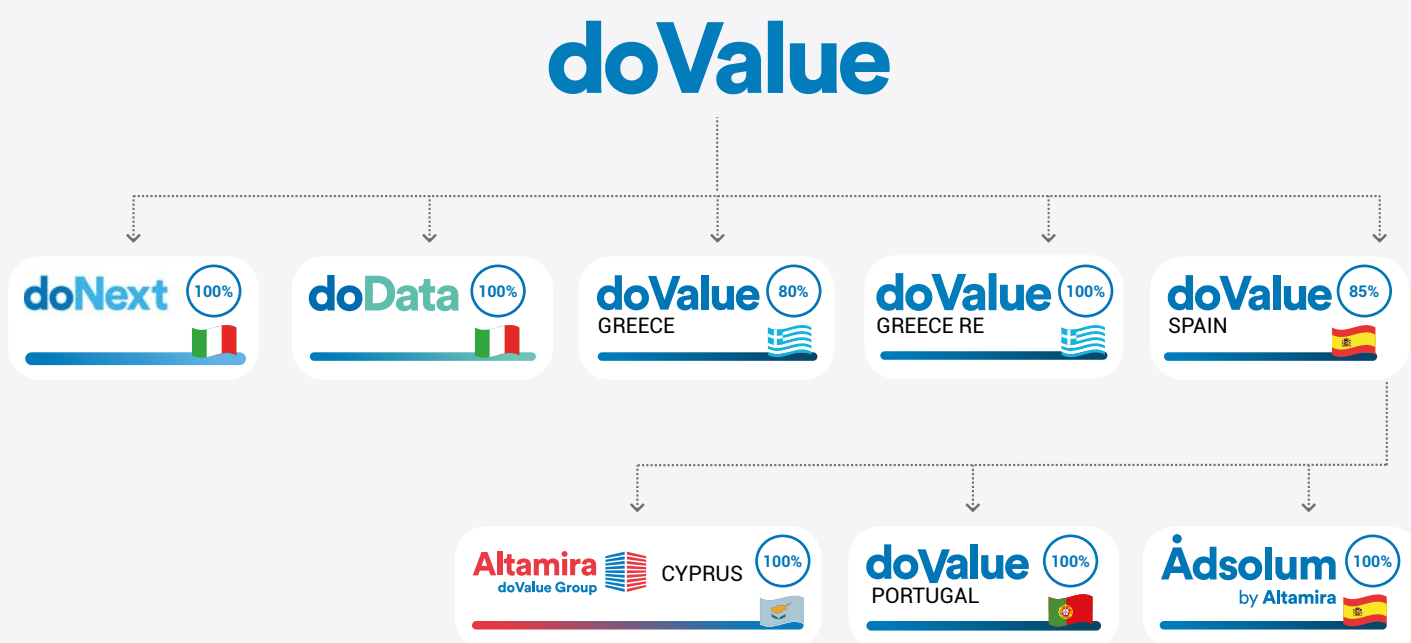 doValue
doNext 100%
doData 100%
doValue 80%
GREECE
doValue 100%
GREECE RE
doValue 85%
SPAIN
Altamira
doValue Group
CYPRUS 100%
doValue 100%
PORTUGAL
Àdsolum 100%
by Altamira